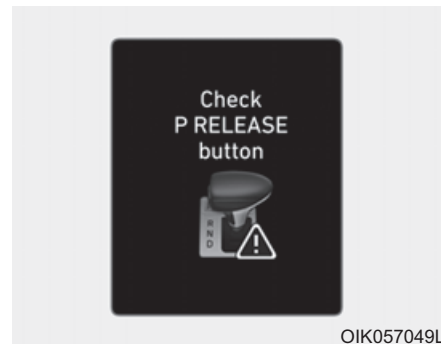 Check
P RELEASE
button
R
N
D
OIK057049L